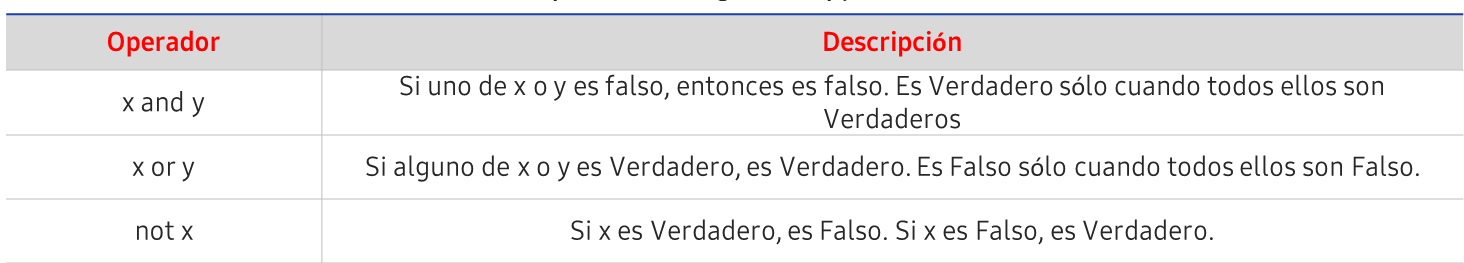 Operador Descripción
Si uno de x o y es falso, entonces es falso. Es Verdadero sólo cuando todos ellos son
x and y
Verdaderos
x or y Si alguno de x o y es Verdadero, es Verdadero. Es Falso sólo cuando todos ellos son Falso.
not x Si x es Verdadero, es Falso. Si x es Falso, es Verdadero.